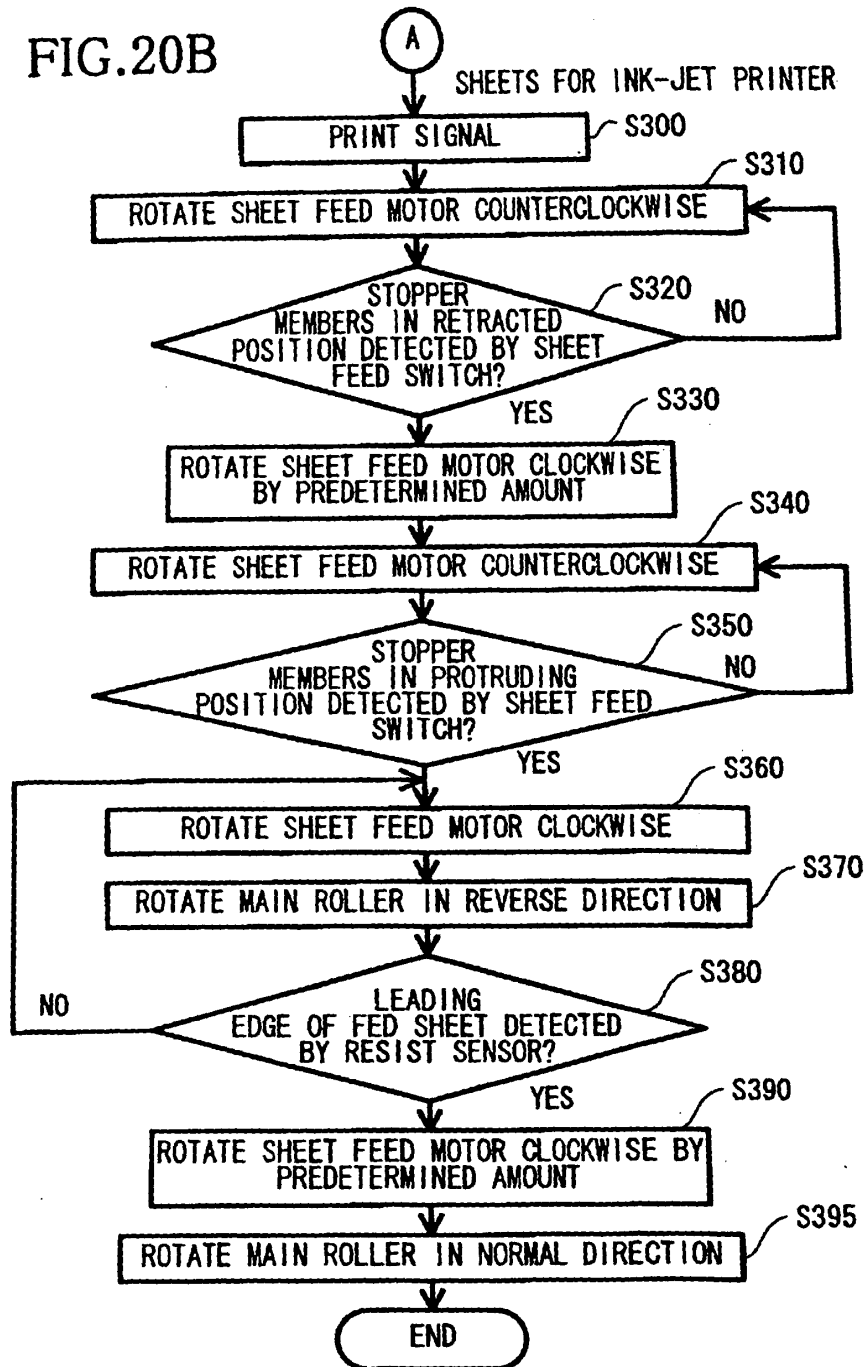 FIG.20B
A
SHEETS FOR INK-JET PRINTER
PRINT SIGNAL
S300
S310
ROTATE SHEET FEED MOTOR COUNTERCLOCKWISE
STOPPER
MEMBERS IN RETRACTED
POSITION DETECTED BY SHEET
FEED SWITCH?
S320
NO
YES
S330
ROTATE SHEET FEED MOTOR CLOCKWISE
BY PREDETERMINED AMOUNT
S340
ROTATE SHEET FEED MOTOR COUNTERCLOCKWISE
STOPPER
MEMBERS IN PROTRUDING
POSITION DETECTED BY SHEET FEED
SWITCH?
S350
NO
YES
S360
ROTATE SHEET FEED MOTOR CLOCKWISE
S370
ROTATE MAIN ROLLER IN REVERSE DIRECTION
S380
NO
LEADING
EDGE OF FED SHEET DETECTED
BY RESIST SENSOR?
YES
S390
ROTATE SHEET FEED MOTOR CLOCKWISE BY
PREDETERMINED AMOUNT
S395
ROTATE MAIN ROLLER IN NORMAL DIRECTION
END